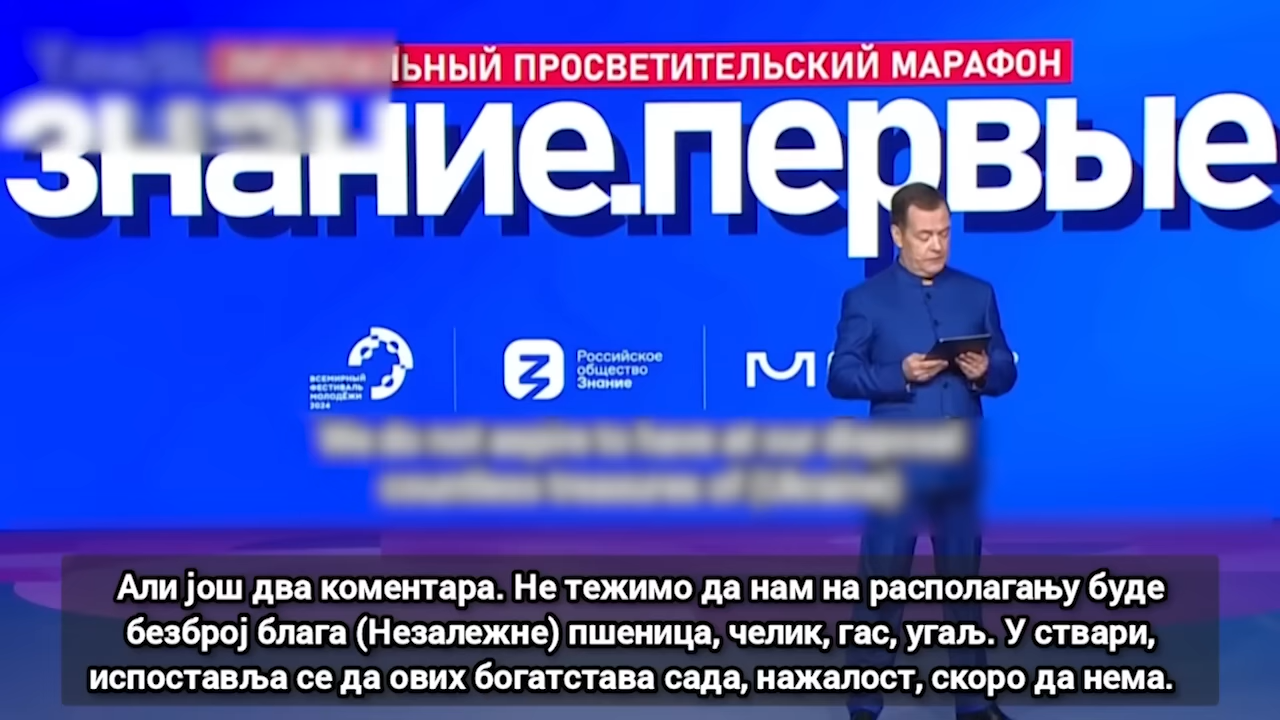 ЬНЫЙ ПРОСВЕТИТЕЛЬСКИЙ МАРАФОН
знание.первые
ВСЕМИРНЫЙ
ФЕСТИВАЛЬ
МОЛОДЁЖИ
2024
Российское
общество
Знание
Али још два коментара. Не тежимо да нам на располагању буде
безброј блага (Незалежне) пшеница, челик, гас, угаљ. У ствари,
испоставља се да ових богатстава сада, нажалост, скоро да нема.